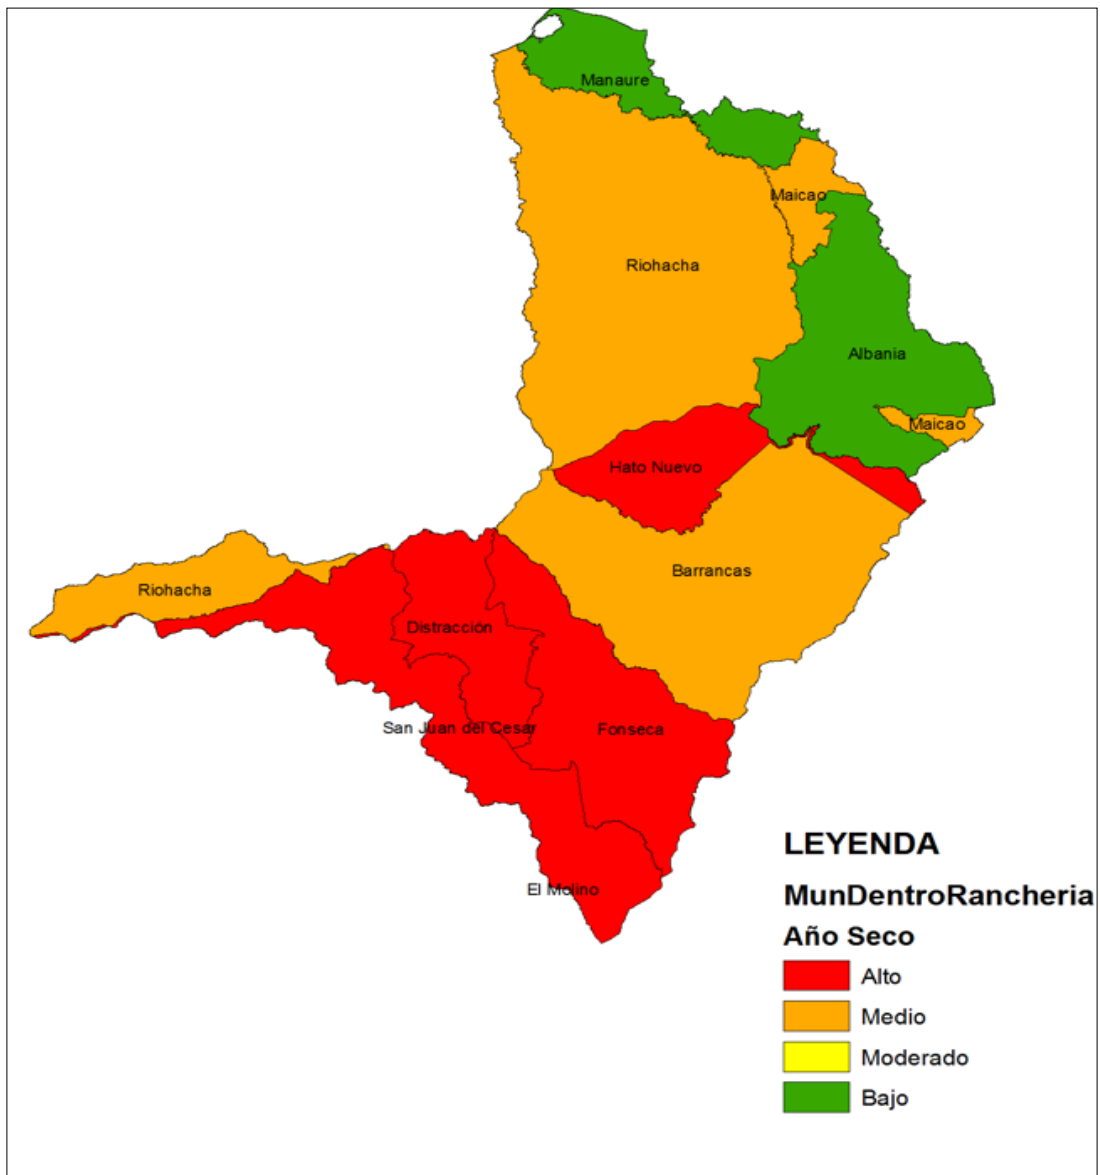 Manaure
Maicao
Riohacha
Albania
Maicao
Hato Nuevo
Barrancas
Riohacha
Distracción
San Juan del Cesar
Fonseca
El Molino
LEYENDA
MunDentroRancheria
Año Seco
Alto
Medio
Moderado
Bajo